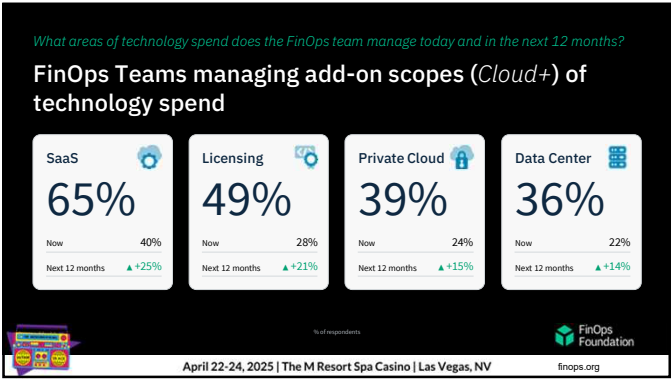 What areas of technology spend does the FinOps team manage today and in the next 12 months?
FinOps Teams managing add-on scopes (Cloud+) of
technology spend
SaaS
65%
Now 40%
Next 12 months ▲+25%
Licensing
49%
Now 28%
Next 12 months ▲+21%
Private Cloud
39%
Now 24%
Next 12 months ▲+15%
Data Center
36%
Now 22%
Next 12 months ▲+14%
% of respondents
FinOps
Foundation
April 22-24, 2025 | The M Resort Spa Casino | Las Vegas, NV
finops.org